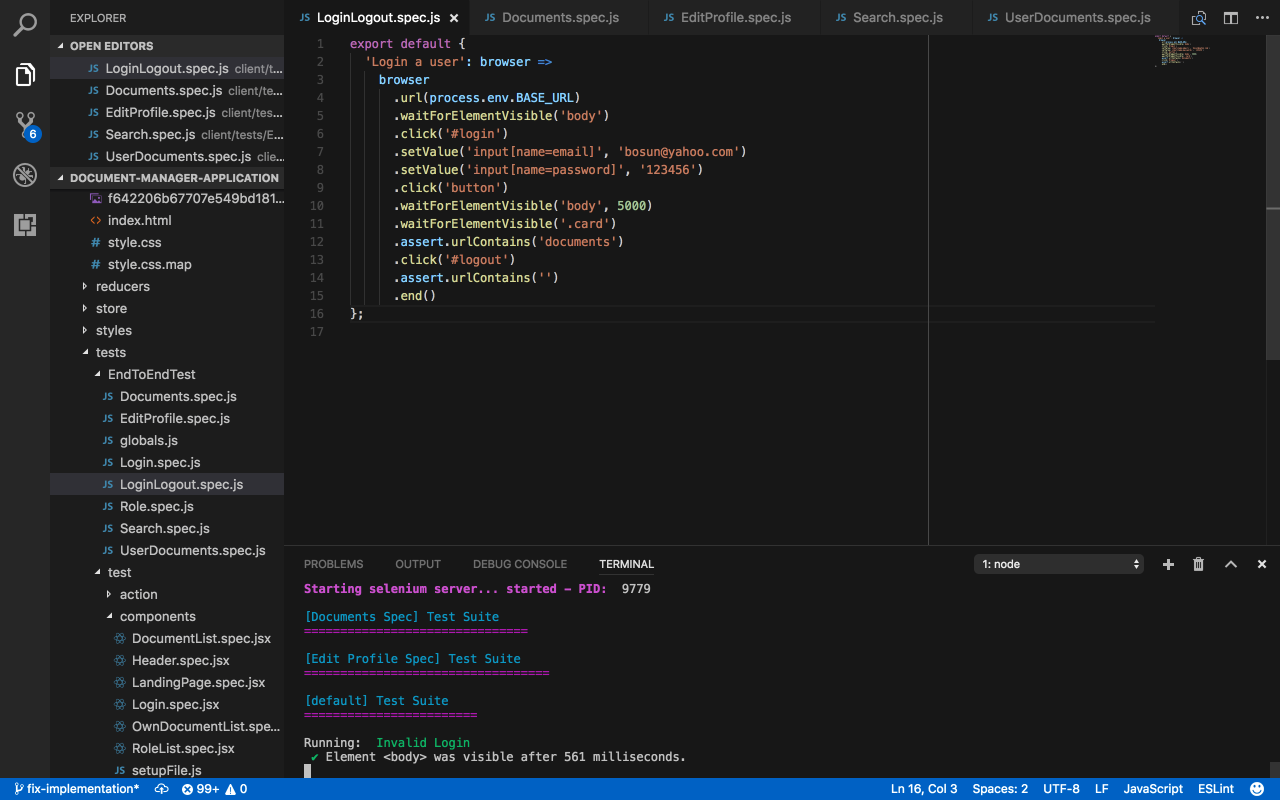 EXPLORER
OPEN EDITORS
JS LoginLogout.spec.js client/t...
JS Documents.spec.js client/te...
JS EditProfile.spec.js client/tes...
JS Search.spec.js client/tests/E...
JS UserDocuments.spec.js clie...
6
DOCUMENT-MANAGER-APPLICATION
f642206b67707e549bd181...
<> index.html
# style.css
# style.css.map
reducers
store
styles
tests
EndToEndTest
JS Documents.spec.js
JS EditProfile.spec.js
JS globals.js
JS Login.spec.js
JS LoginLogout.spec.js
JS Role.spec.js
JS Search.spec.js
JS UserDocuments.spec.js
test
action
components
DocumentList.spec.jsx
Header.spec.jsx
LandingPage.spec.jsx
Login.spec.jsx
OwnDocumentList.spe...
RoleList.spec.jsx
JS setupFile.js
JS LoginLogout.spec.js × JS Documents.spec.js JS EditProfile.spec.js JS Search.spec.js JS UserDocuments.spec.js ...
1 export default {
2 'Login a user': browser =>
3 browser
4 .url(process.env.BASE_URL)
5 .waitForElementVisible('body')
6 .click('#login')
7 .setValue('input[name=email]', 'bosun@yahoo.com')
8 .setValue('input[name=password]', '123456')
9 .click('button')
10 .waitForElementVisible('body', 5000)
11 .waitForElementVisible('.card')
12 .assert.urlContains('documents')
13 .click('#logout')
14 .assert.urlContains('')
15 .end()
16 };
17
PROBLEMS OUTPUT DEBUG CONSOLE TERMINAL 1: node
Starting selenium server... started - PID: 9779
[Documents Spec] Test Suite
===============================
[Edit Profile Spec] Test Suite
==================================
[default] Test Suite
========================
Running: Invalid Login
✔ Element <body> was visible after 561 milliseconds.
fix-implementation* 99+ 0 Ln 16, Col 3 Spaces: 2 UTF-8 LF JavaScript ESLint